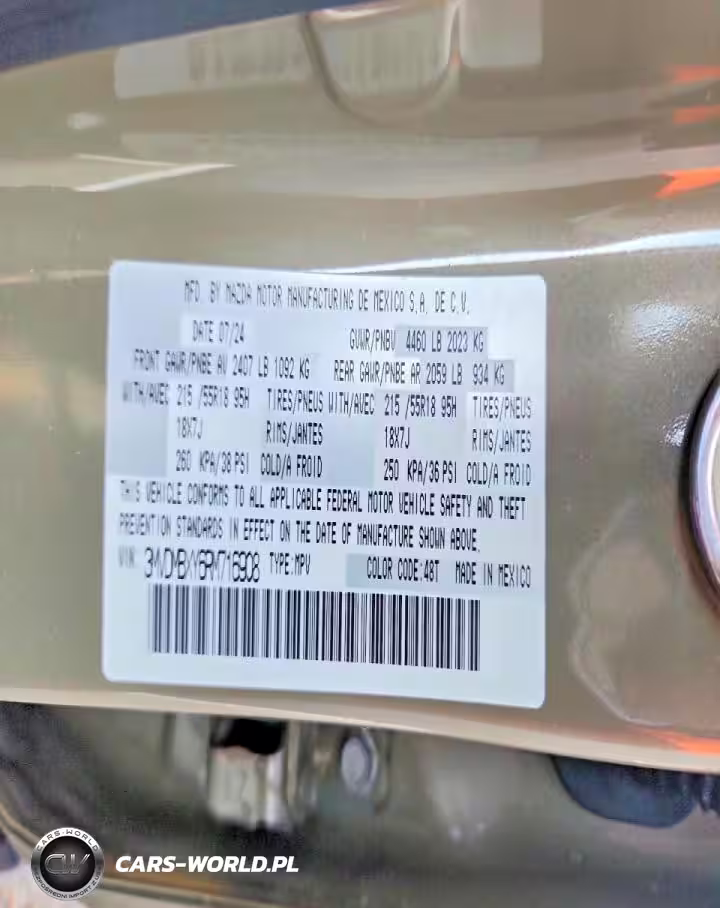 MFD. BY MAZDA MOTOR MANUFACTURING DE MEXICO S.A. DE C.V.
DATE 07/24 GVWR/PNBV 4460 LB 2023 KG
FRONT GAWR/PNBE AV 2407 LB 1092 KG REAR GAWR/PNBE AR 2059 LB 934 KG
WITH/AVEC 215 /55R18 95H TIRES/PNEUS WITH/AVEC 215 /55R18 95H TIRES/PNEUS
18X7J RIMS/JANTES 18X7J RIMS/JANTES
260 KPA/38 PSI COLD/A FROID 250 KPA/36 PSI COLD/A FROID
THIS VEHICLE CONFORMS TO ALL APPLICABLE FEDERAL MOTOR VEHICLE SAFETY AND THEFT
PREVENTION STANDARDS IN EFFECT ON THE DATE OF MANUFACTURE SHOWN ABOVE.
VIN: TYPE:MPV COLOR CODE:48T MADE IN MEXICO
CARS-WORLD
CW
CARS-WORLD.PL